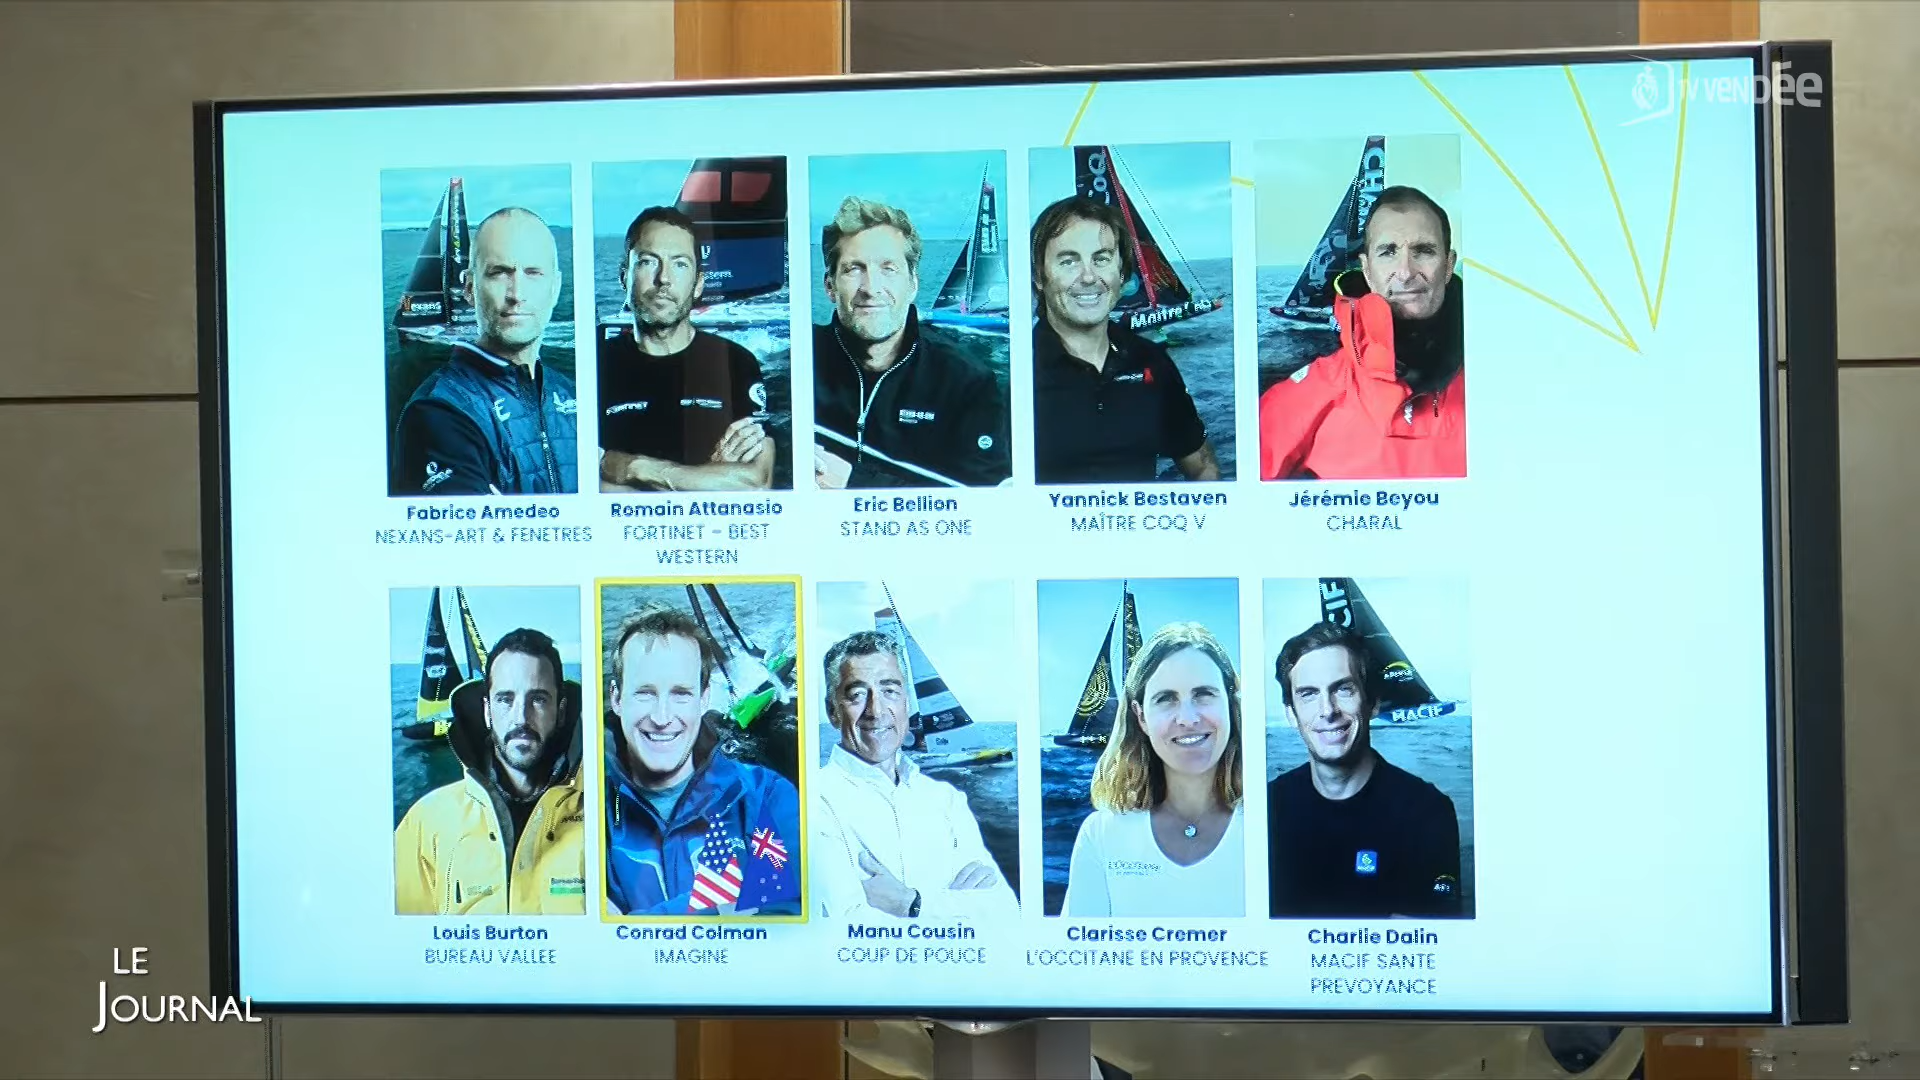 TV VENDÉE
Fabrice Amedeo
NEXANS-ART & FENETRES
Romain Attanasio
FORTINET - BEST
WESTERN
Eric Bellion
STAND AS ONE
Yannick Bestaven
MAÎTRE COQ V
Jérémie Beyou
CHARAL
Louis Burton
BUREAU VALLEE
Conrad Colman
IMAGINE
Manu Cousin
COUP DE POUCE
Clarisse Cremer
L'OCCITANE EN PROVENCE
Charlie Dalin
MACIF SANTE
PREVOYANCE
MACIF
LE
JOURNAL